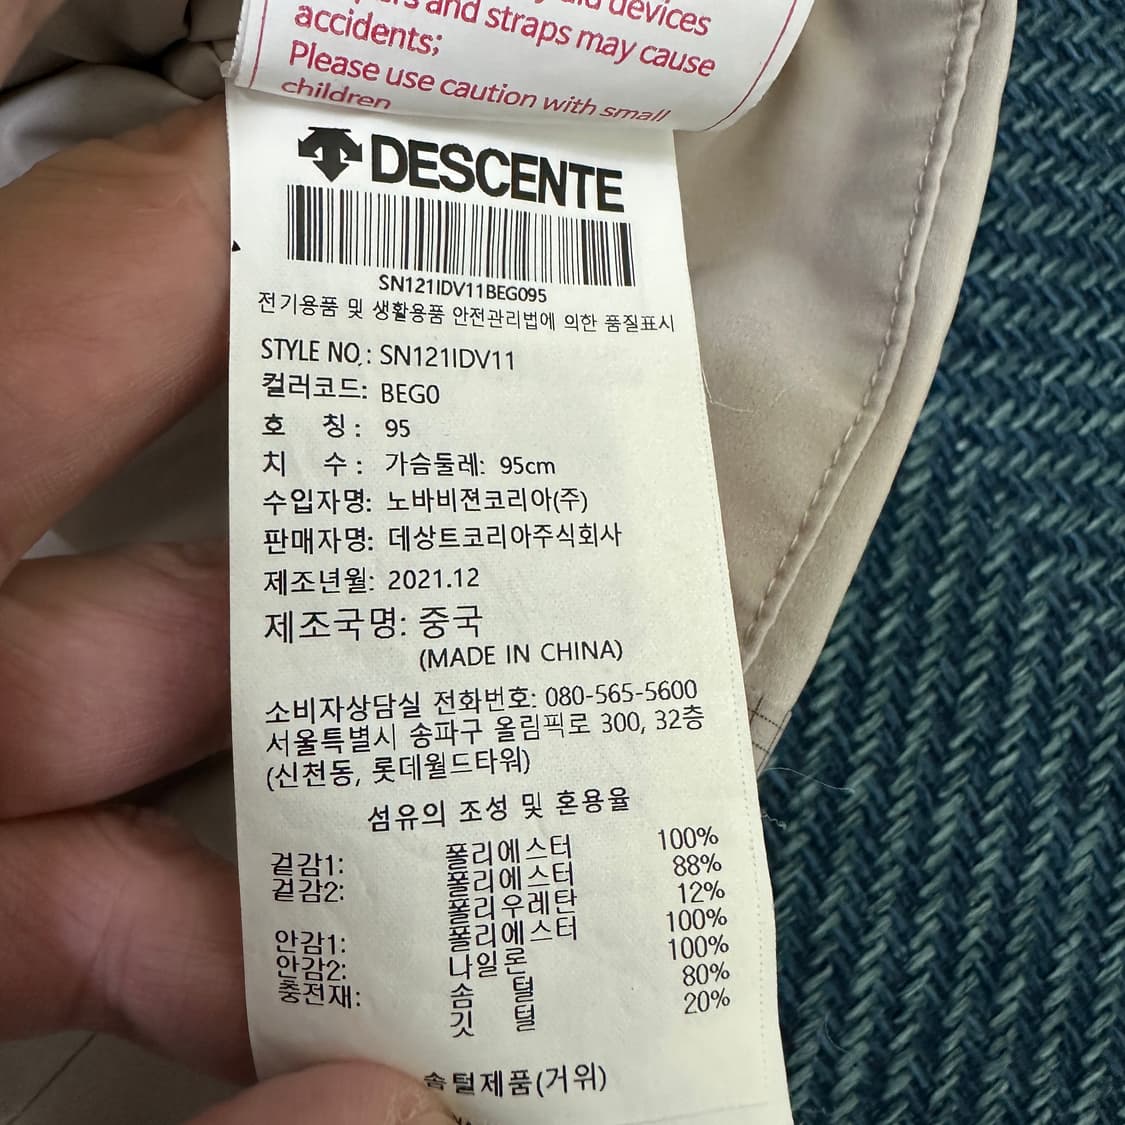 devices
and straps may cause
accidents;
Please use caution with small
children
DESCENTE
SN121IDV11BEG095
전기용품 및 생활용품 안전관리법에 의한 품질표시
STYLE NO.: SN121IDV11
컬러코드: BEG0
호 칭: 95
치 수: 가슴둘레: 95cm
수입자명: 노바비젼코리아(주)
판매자명: 데상트코리아주식회사
제조년월: 2021.12
제조국명: 중국
(MADE IN CHINA)
소비자상담실 전화번호: 080-565-5600
서울특별시 송파구 올림픽로 300, 32층
(신천동, 롯데월드타워)
섬유의 조성 및 혼용율
겉감1: 폴리에스터 100%
겉감2: 폴리에스터 88%
폴리우레탄 12%
안감1: 폴리에스터 100%
안감2: 나일론 100%
충전재: 솜 털 80%
깃 털 20%
솜털제품(거위)